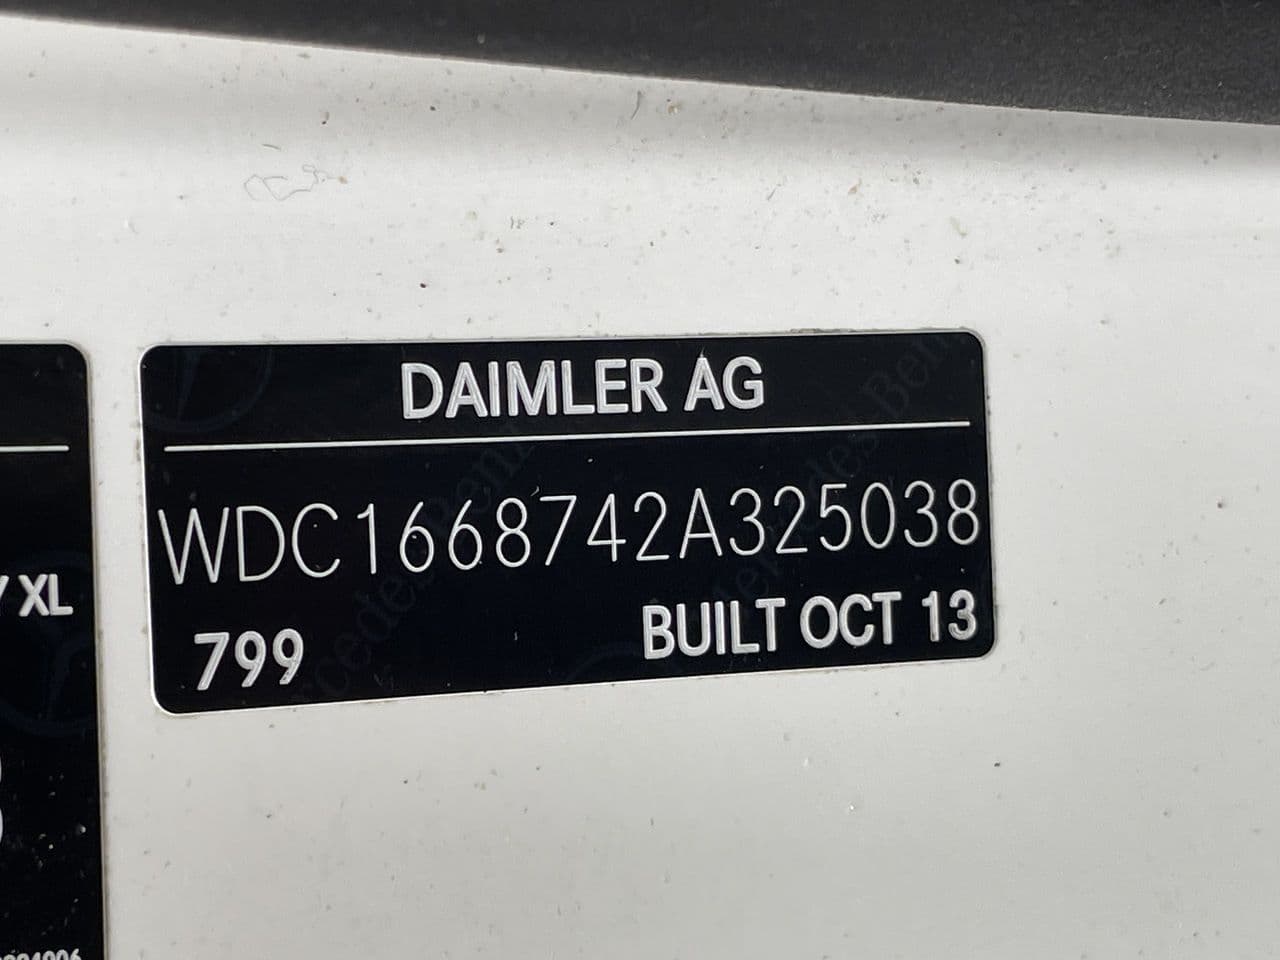 DAIMLER AG
WDC1668742A325038
799 BUILT OCT 13
XL